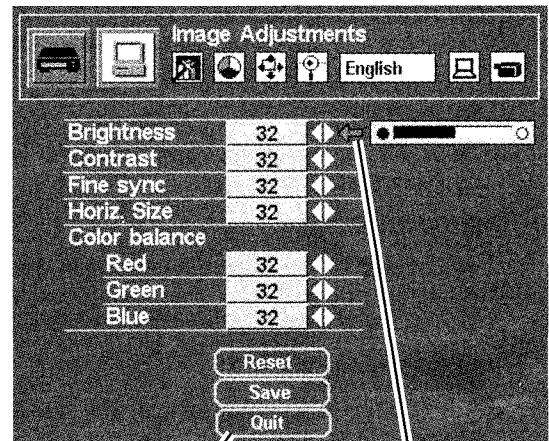 Image Adjustments
English
Brightness 32
Contrast 32
Fine sync 32
Horiz. Size 32
Color balance
Red 32
Green 32
Blue 32
Reset
Save
Quit